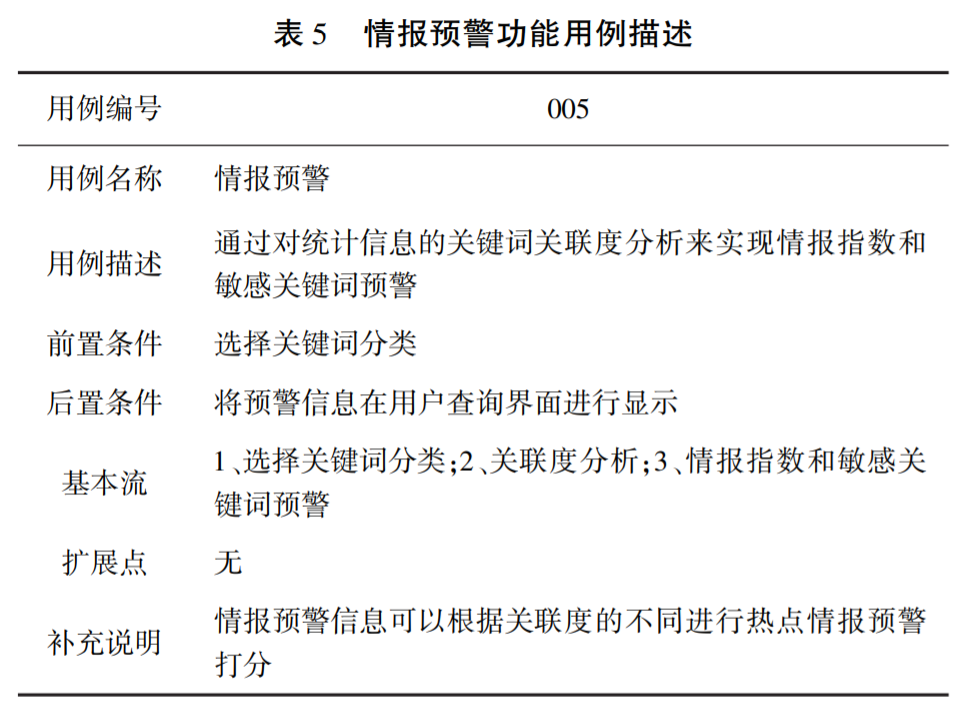 表 5 情报预警功能用例描述
用例编号 005
用例名称 情报预警
用例描述 通过对统计信息的关键词关联度分析来实现情报指数和
敏感关键词预警
前置条件 选择关键词分类
后置条件 将预警信息在用户查询界面进行显示
基本流 1、选择关键词分类;2、关联度分析;3、情报指数和敏感关
键词预警
扩展点 无
补充说明 情报预警信息可以根据关联度的不同进行热点情报预警
打分